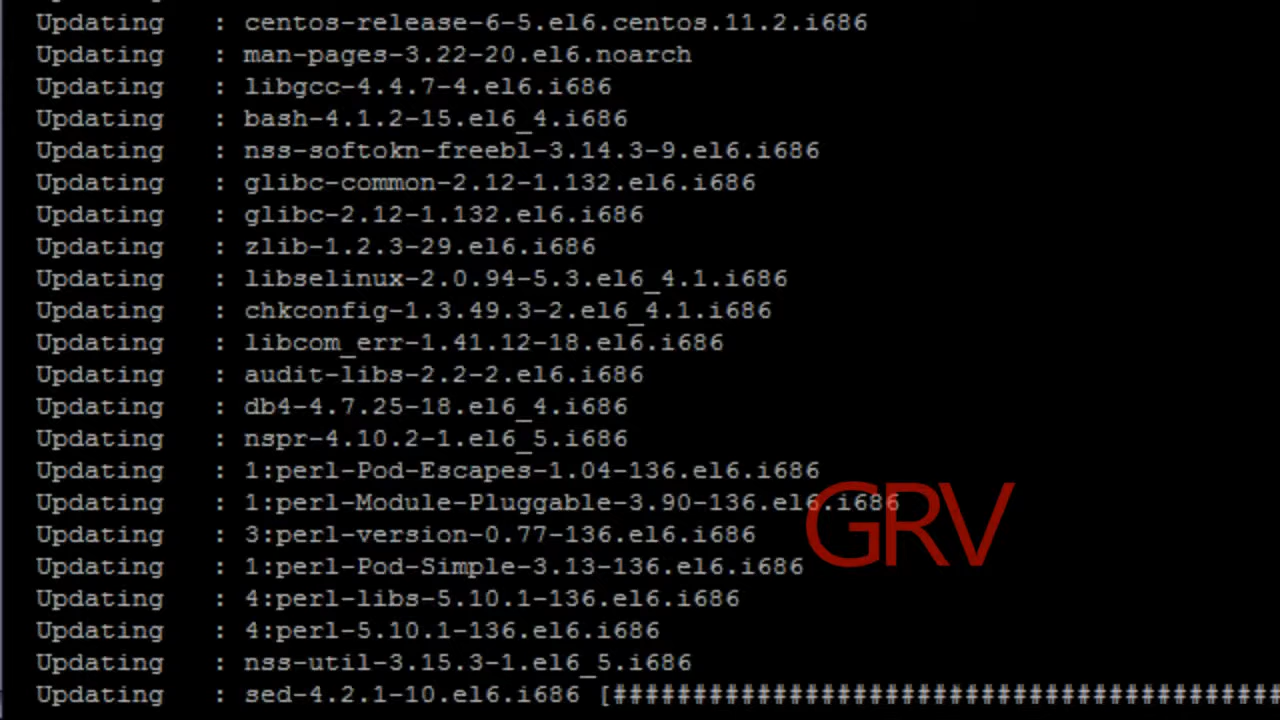 Updating   : centos-release-6-5.el6.centos.11.2.i686
Updating   : man-pages-3.22-20.el6.noarch
Updating   : libgcc-4.4.7-4.el6.i686
Updating   : bash-4.1.2-15.el6_4.i686
Updating   : nss-softokn-freebl-3.14.3-9.el6.i686
Updating   : glibc-common-2.12-1.132.el6.i686
Updating   : glibc-2.12-1.132.el6.i686
Updating   : zlib-1.2.3-29.el6.i686
Updating   : libselinux-2.0.94-5.3.el6_4.1.i686
Updating   : chkconfig-1.3.49.3-2.el6_4.1.i686
Updating   : libcom_err-1.41.12-18.el6.i686
Updating   : audit-libs-2.2-2.el6.i686
Updating   : db4-4.7.25-18.el6_4.i686
Updating   : nspr-4.10.2-1.el6_5.i686
Updating   : 1:perl-Pod-Escapes-1.04-136.el6.i686
Updating   : 1:perl-Module-Pluggable-3.90-136.el6.i686
GRV
Updating   : 3:perl-version-0.77-136.el6.i686
Updating   : 1:perl-Pod-Simple-3.13-136.el6.i686
Updating   : 4:perl-libs-5.10.1-136.el6.i686
Updating   : 4:perl-5.10.1-136.el6.i686
Updating   : nss-util-3.15.3-1.el6_5.i686
Updating   : sed-4.2.1-10.el6.i686 [##########################################